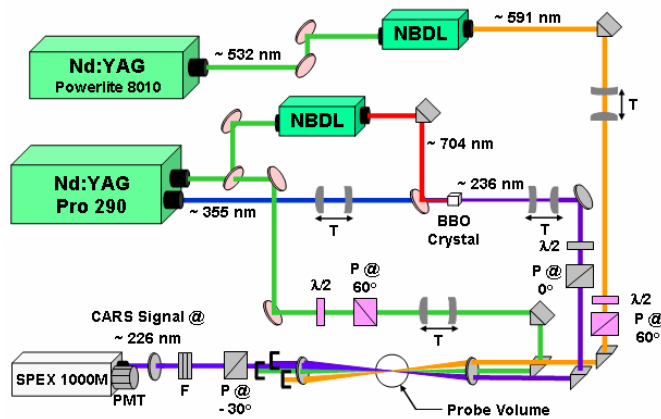 ~ 591 nm
NBDL
Nd:YAG
Powerlite 8010
~ 532 nm
T
NBDL
~ 704 nm
Nd:YAG
Pro 290
~ 355 nm
~ 236 nm
T
BBO
Crystal
T
λ/2
P @
0°
λ/2
P @
60°
λ/2
P @
60°
T
CARS Signal @
~ 226 nm
SPEX 1000M
PMT
F
P @
- 30°
Probe Volume